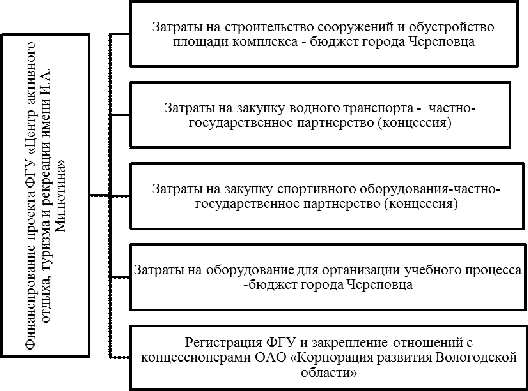 Финансирование проекта ФГУ «Центр активного
отдыха, туризма и рекреации имени И.А.
Милютина»
Затраты на строительство сооружений и обустройство
площади комплекса - бюджет города Череповца
Затраты на закупку водного транспорта - частно-
государственное партнерство (концессия)
Затраты на закупку спортивного оборудования-частно-
государственное партнерство (концессия)
Затраты на оборудование для организации учебного процесса
-бюджет города Череповца
Регистрация ФГУ и закрепление отношений с
концессионерами ОАО «Корпорация развития Вологодской
области»